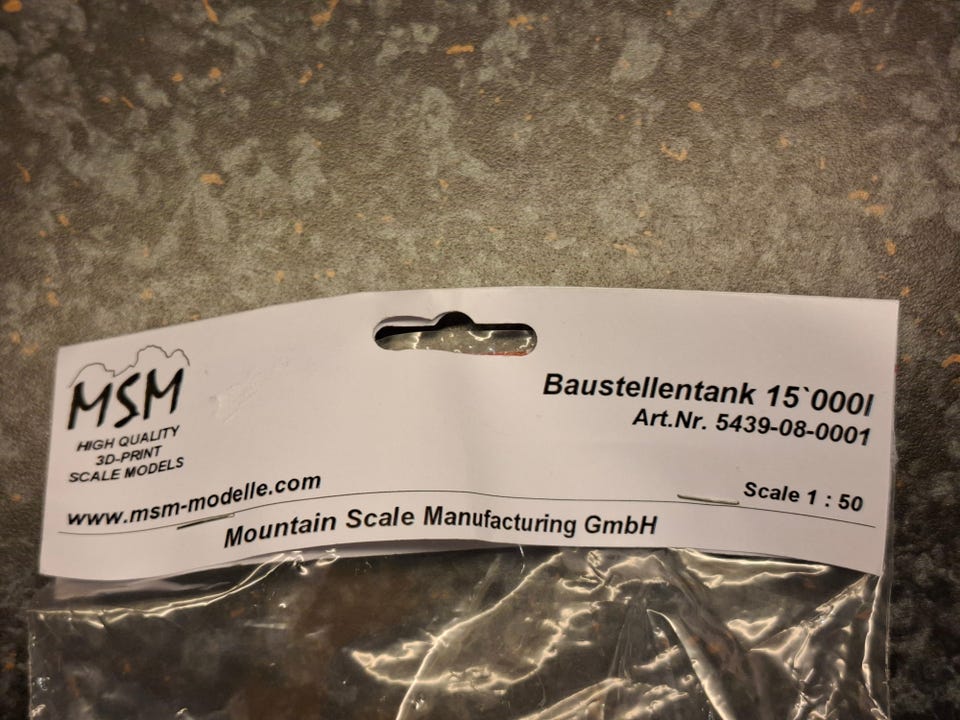 MSM
HIGH QUALITY
3D-PRINT
SCALE MODELS
www.msm-modelle.com
Baustellentank 15`000l
Art.Nr. 5439-08-0001
Scale 1 : 50
Mountain Scale Manufacturing GmbH